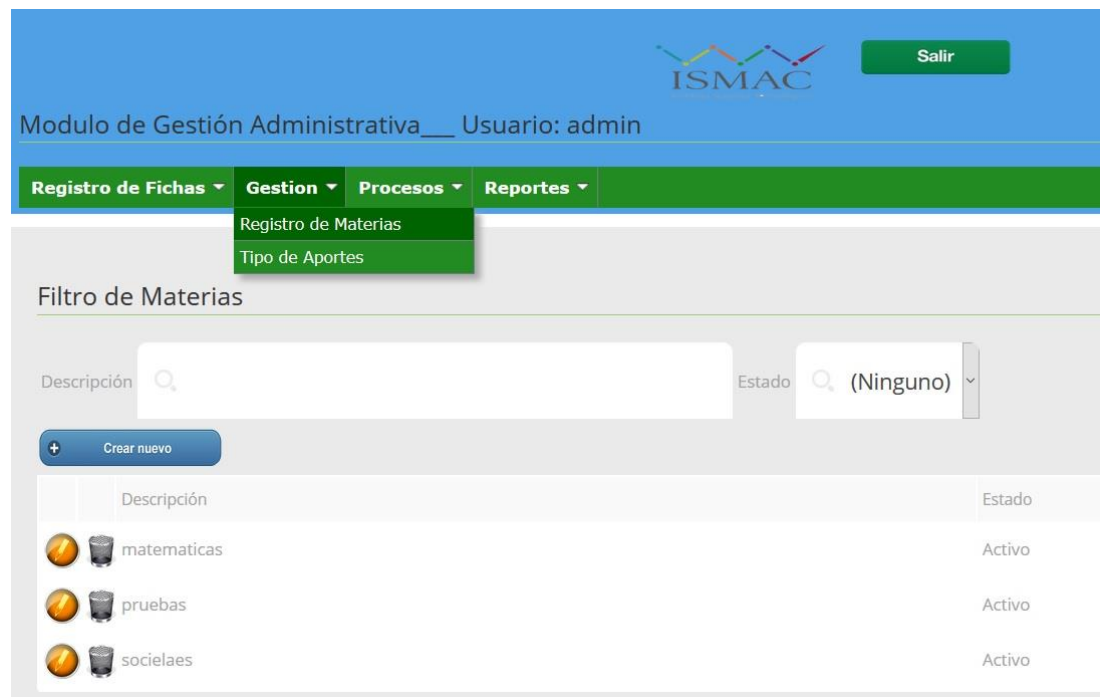 ISMAC
Salir
Modulo de Gestión Administrativa___ Usuario: admin
Registro de Fichas Gestion Procesos Reportes
Registro de Materias
Tipo de Aportes
Filtro de Materias
Descripción Estado (Ninguno)
Crear nuevo
Descripción Estado
matematicas Activo
pruebas Activo
socielaes Activo